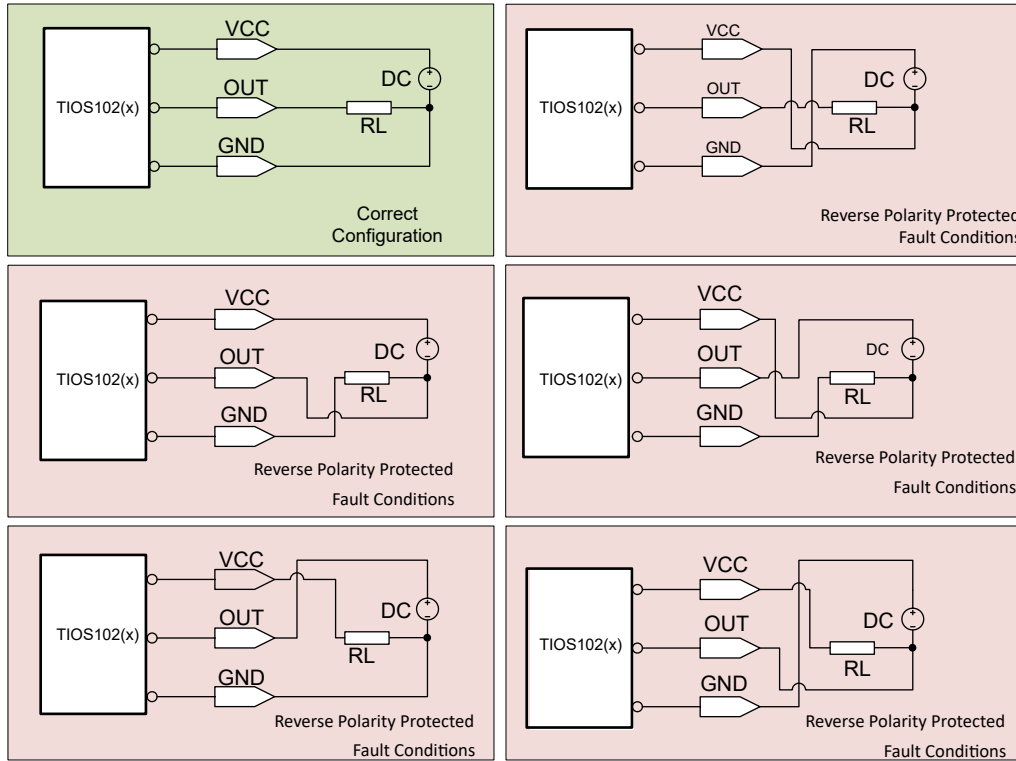 VCC
DC
OUT
TIOS102(x)
RL
GND
Correct
Configuration
VCC
DC
OUT
TIOS102(x)
RL
GND
Reverse Polarity Protected
Fault Conditions
VCC
DC
OUT
TIOS102(x)
RL
GND
Reverse Polarity Protected
Fault Conditions
VCC
DC
OUT
TIOS102(x)
RL
GND
Reverse Polarity Protected
Fault Conditions
VCC
DC
OUT
TIOS102(x)
RL
GND
Reverse Polarity Protected
Fault Conditions
VCC
DC
OUT
TIOS102(x)
RL
GND
Reverse Polarity Protected
Fault Conditions